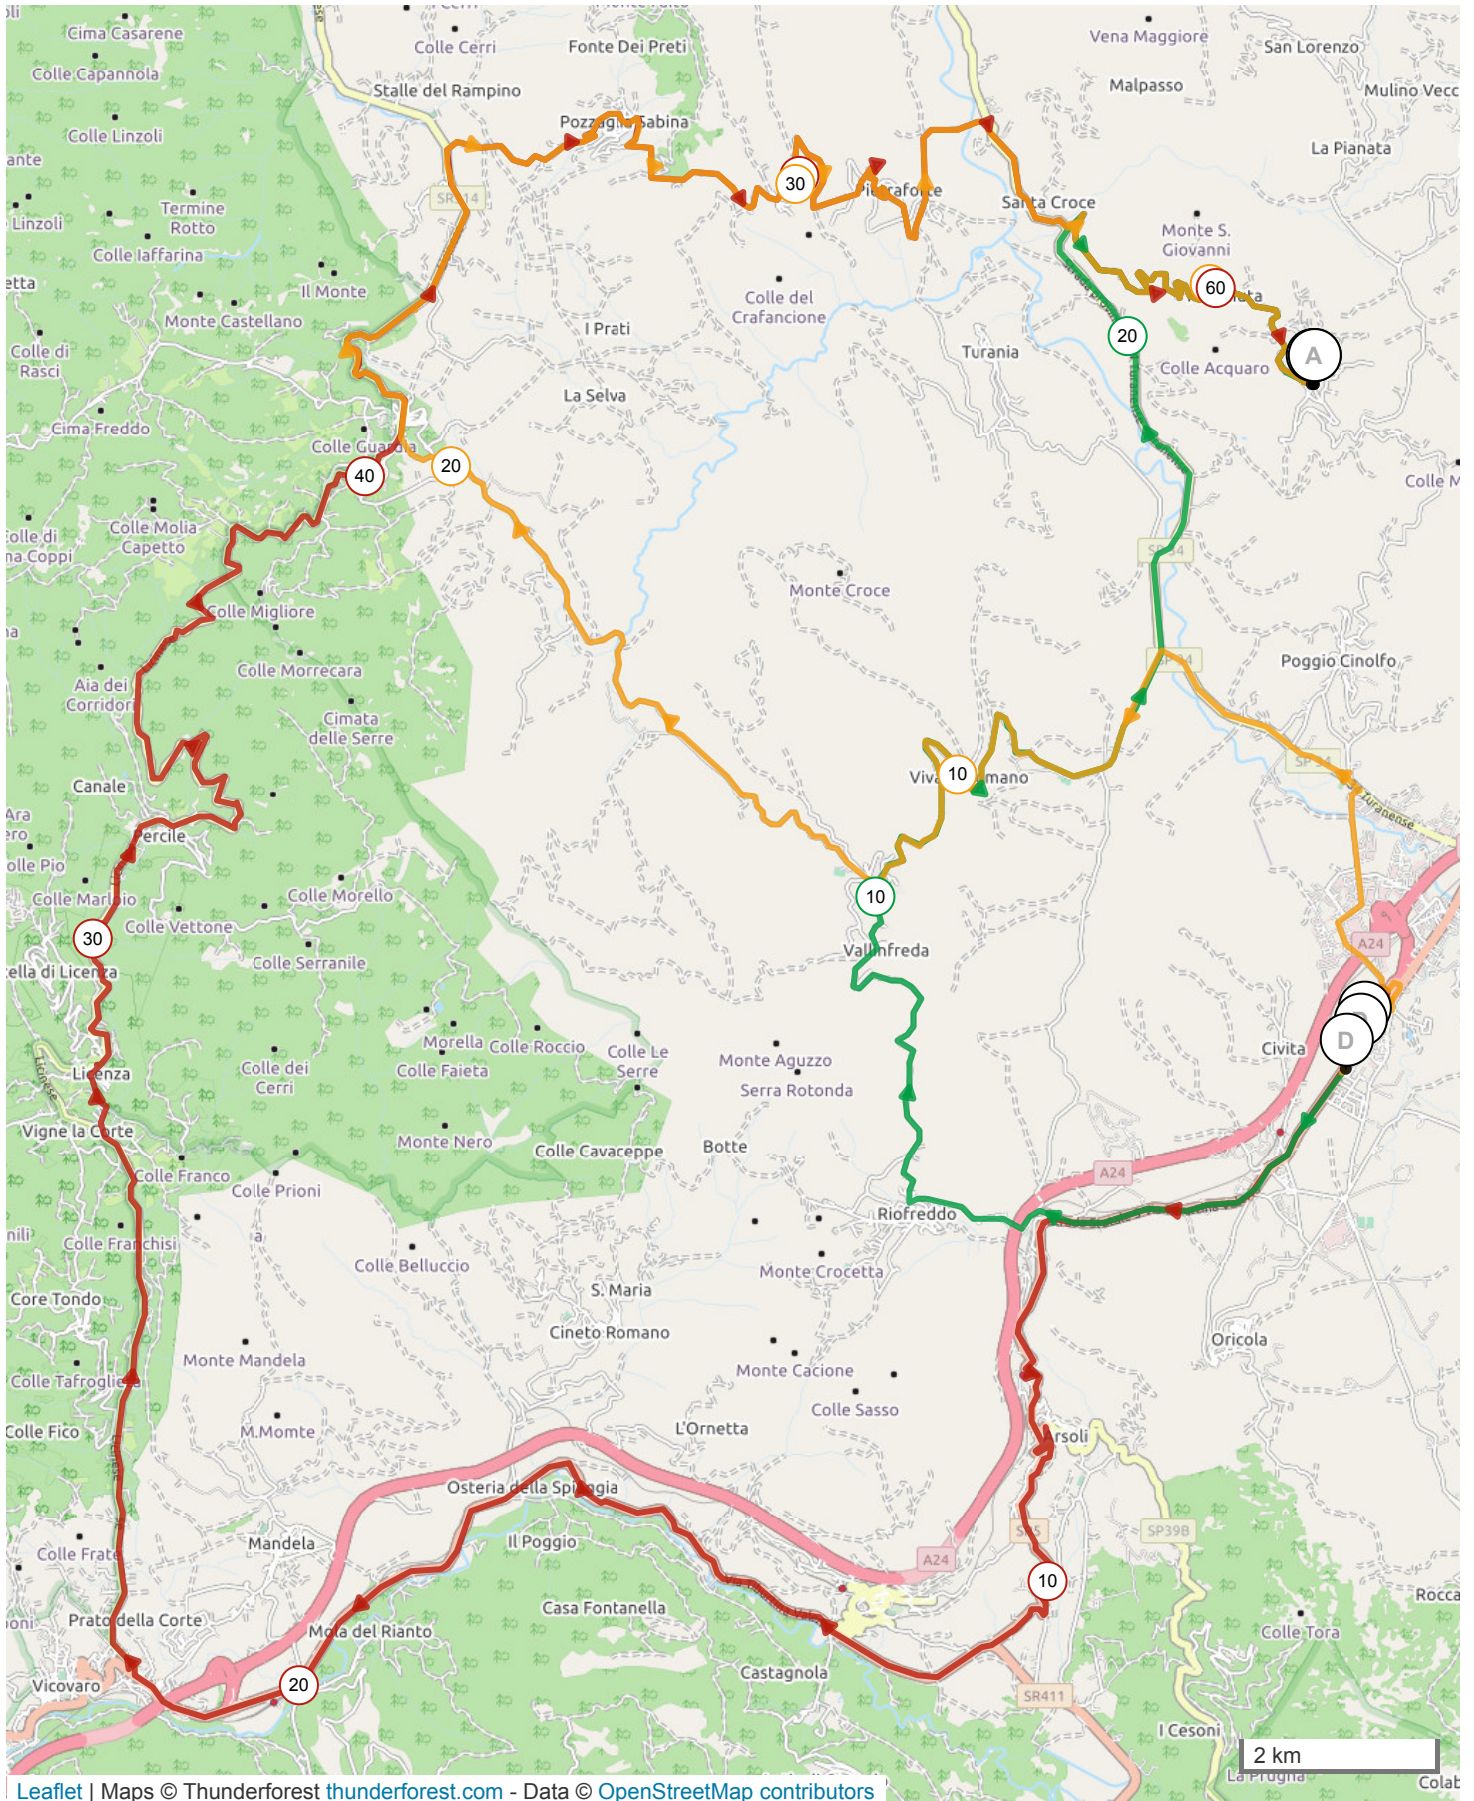 Cima Casarene
Colle Capannola
Colle Cerri
Fonte Dei Preti
Vena Maggiore
San Lorenzo
Malpasso
Stalle del Rampino
Colle Linzoli
La Pianata
Linzoli
Termine
Rotto
Colle Iaffarina
Santa Croce
Monte S.
Giovanni
30
60
Il Monte
Colle del
Crafancione
Monte Castellano
I Prati
20
Turania
Colle Acquaro
A
Colle di
Rasci
La Selva
Cima Freddo
40
20
Colle Molia
Capetto
Monte Croce
Colle Migliore
Colle Morrecara
Poggio Cinolfo
Aia dei
Corridori
Cimata
delle Serre
10
Canale
Percile
Turanense
Colle Morello
10
Colle Vettone
30
Vallinfreda
A24
Colle Serranile
D
Morella
Colle Roccio
Colle Le
Serre
Monte Aguzzo
Civita
Colle dei
Cerri
Colle Faieta
Serra Rotonda
Licenza
Vigne la Corte
Monte Nero
Colle Cavaceppe
Botte
A24
Colle Franco
Colle Prioni
Riofreddo
Colle Franchisi
Colle Belluccio
Monte Crocetta
Core Tondo
S. Maria
Cineto Romano
Oricola
Monte Mandela
Monte Cacione
Colle Sasso
M.Momte
L'Ornetta
Colle Fico
Osteria della Spiaggia
SP39B
Mandela
Il Poggio
A24
10
Casa Fontanella
Prato della Corte
Mola del Rianto
Colle Tora
Castagnola
Vicovaro
20
SR411
I Cesoni
2 km
La Prugna
Leaflet | Maps © Thunderforest thunderforest.com - Data © OpenStreetMap contributors